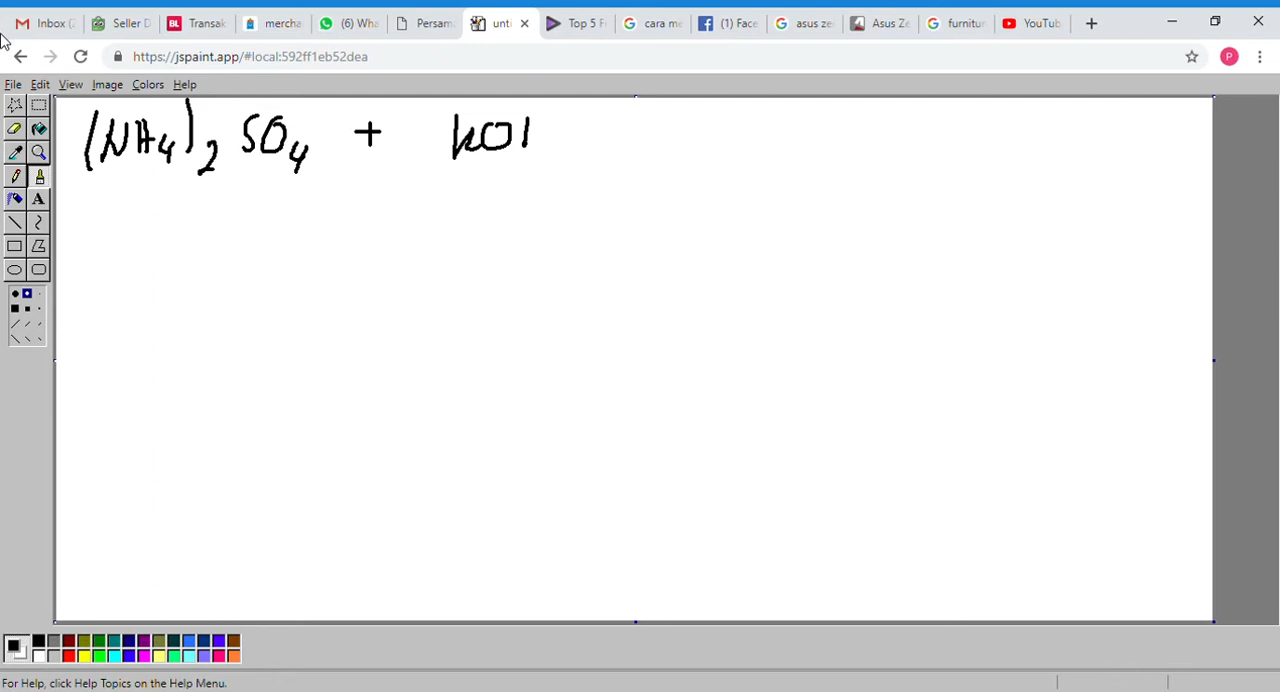 Inbox (2 Seller D Transak mercha (6) Wha Persam unti Top 5 F cara me (1) Face asus ze Asus Ze furnitur YouTub
https://jspaint.app/#local:592ff1eb52dea P
File Edit View Image Colors Help
(NH4)2 SO4 + KOI
A
For Help, click Help Topics on the Help Menu.